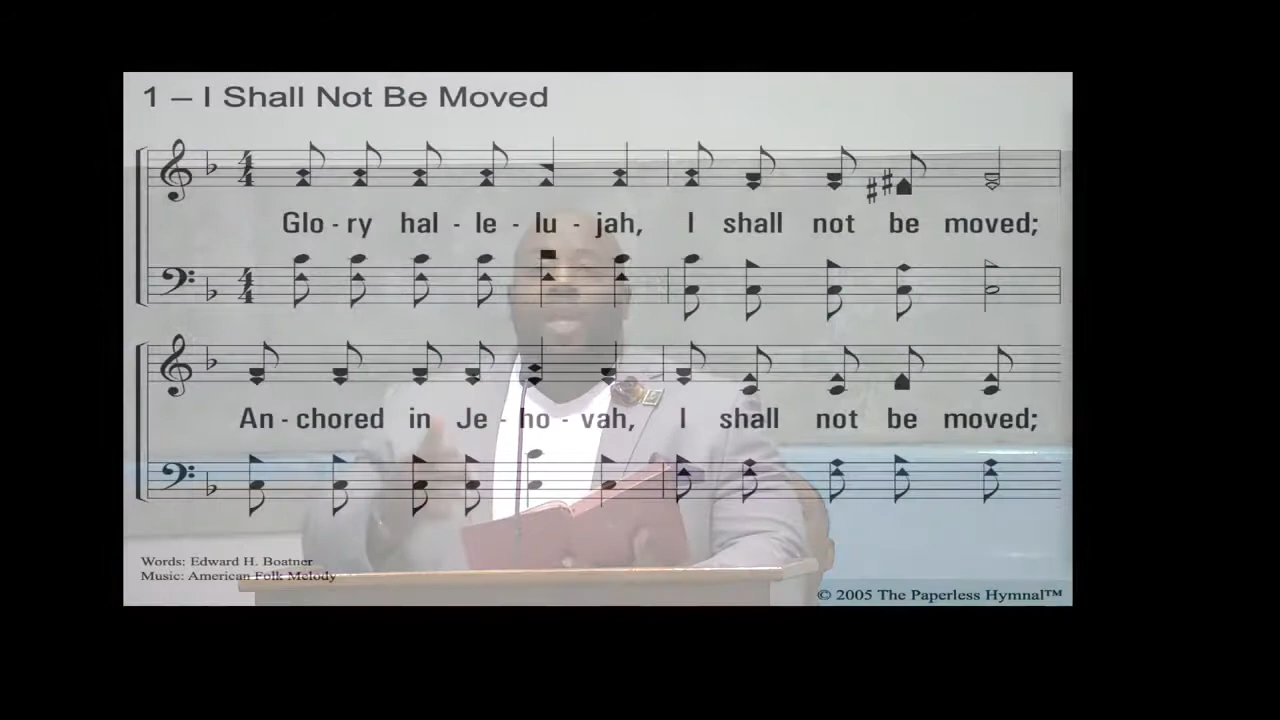 1 – I Shall Not Be Moved
Glo - ry hal - le - lu - jah, I shall not be moved;
An - chored in Je - ho - vah, I shall not be moved;
Words: Edward H. Boatner
Music: American Folk Melody
© 2005 The Paperless Hymnal™